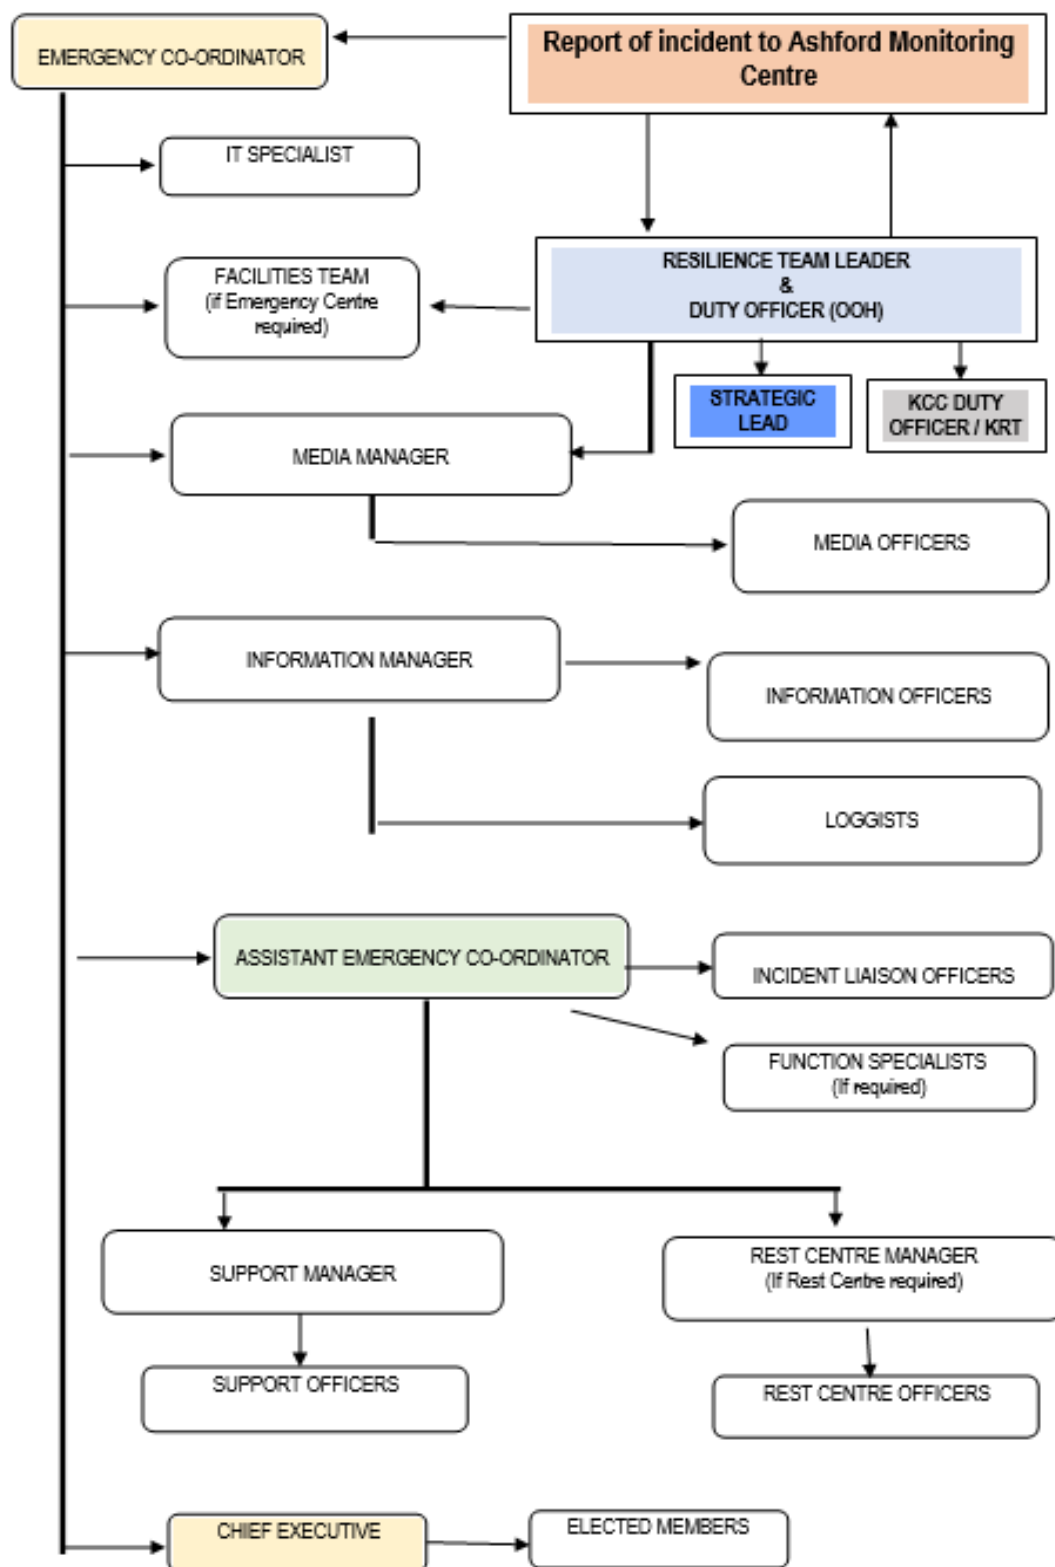 EMERGENCY CO-ORDINATOR
Report of incident to Ashford Monitoring
Centre
IT SPECIALIST
FACILITIES TEAM
(if Emergency Centre
required)
RESILIENCE TEAM LEADER
&
DUTY OFFICER (OOH)
STRATEGIC
LEAD
KCC DUTY
OFFICER / KRT
MEDIA MANAGER
MEDIA OFFICERS
INFORMATION MANAGER
INFORMATION OFFICERS
LOGGISTS
ASSISTANT EMERGENCY CO-ORDINATOR
INCIDENT LIAISON OFFICERS
FUNCTION SPECIALISTS
(If required)
SUPPORT MANAGER
REST CENTRE MANAGER
(If Rest Centre required)
SUPPORT OFFICERS
REST CENTRE OFFICERS
CHIEF EXECUTIVE
ELECTED MEMBERS